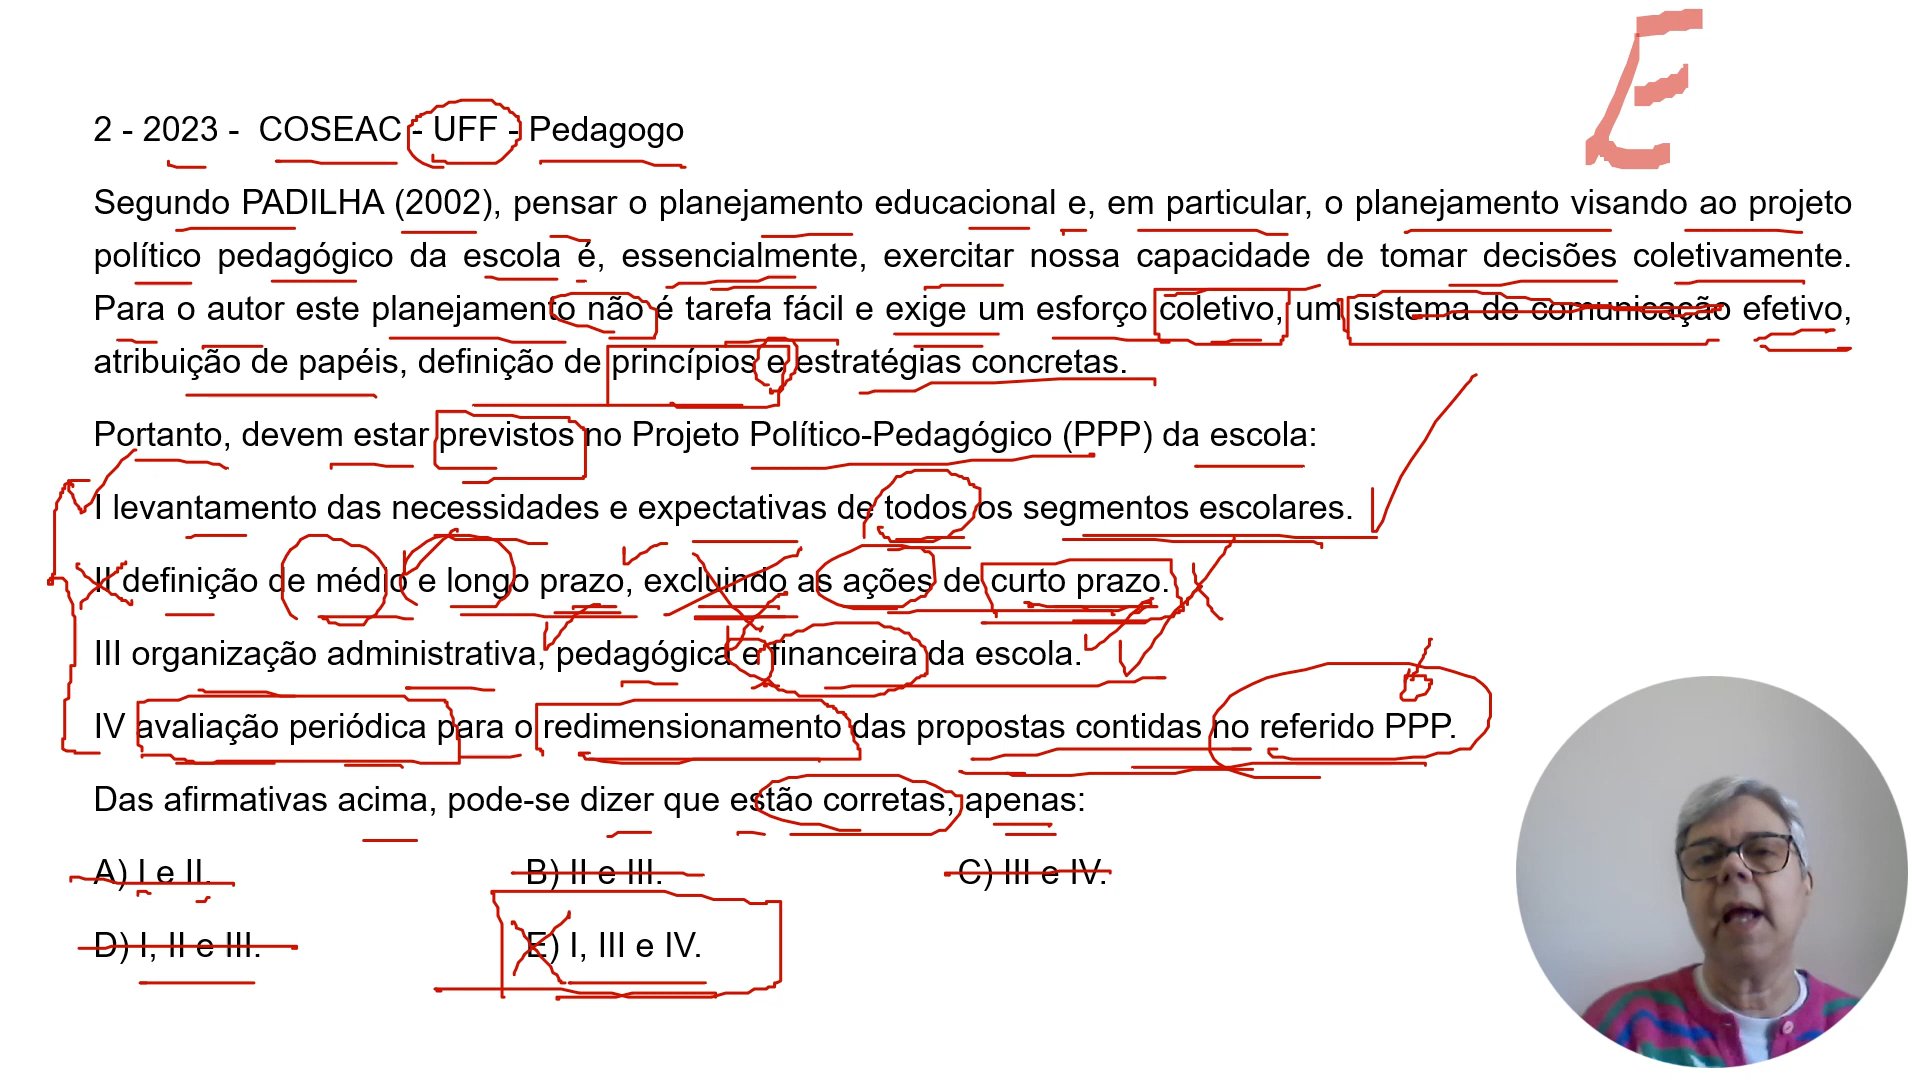 E
2 - 2023 - COSEAC - UFF - Pedagogo
Segundo PADILHA (2002), pensar o planejamento educacional e, em particular, o planejamento visando ao projeto
político pedagógico da escola é, essencialmente, exercitar nossa capacidade de tomar decisões coletivamente.
Para o autor este planejamento não é tarefa fácil e exige um esforço coletivo, um sistema de comunicação efetivo,
atribuição de papéis, definição de princípios e estratégias concretas.
Portanto, devem estar previstos no Projeto Político-Pedagógico (PPP) da escola:
I levantamento das necessidades e expectativas de todos os segmentos escolares.
II definição de médio e longo prazo, excluindo as ações de curto prazo.
III organização administrativa, pedagógica e financeira da escola.
IV avaliação periódica para o redimensionamento das propostas contidas no referido PPP.
Das afirmativas acima, pode-se dizer que estão corretas, apenas:
A) I e II. B) II e III. C) III e IV.
D) I, II e III. E) I, III e IV.